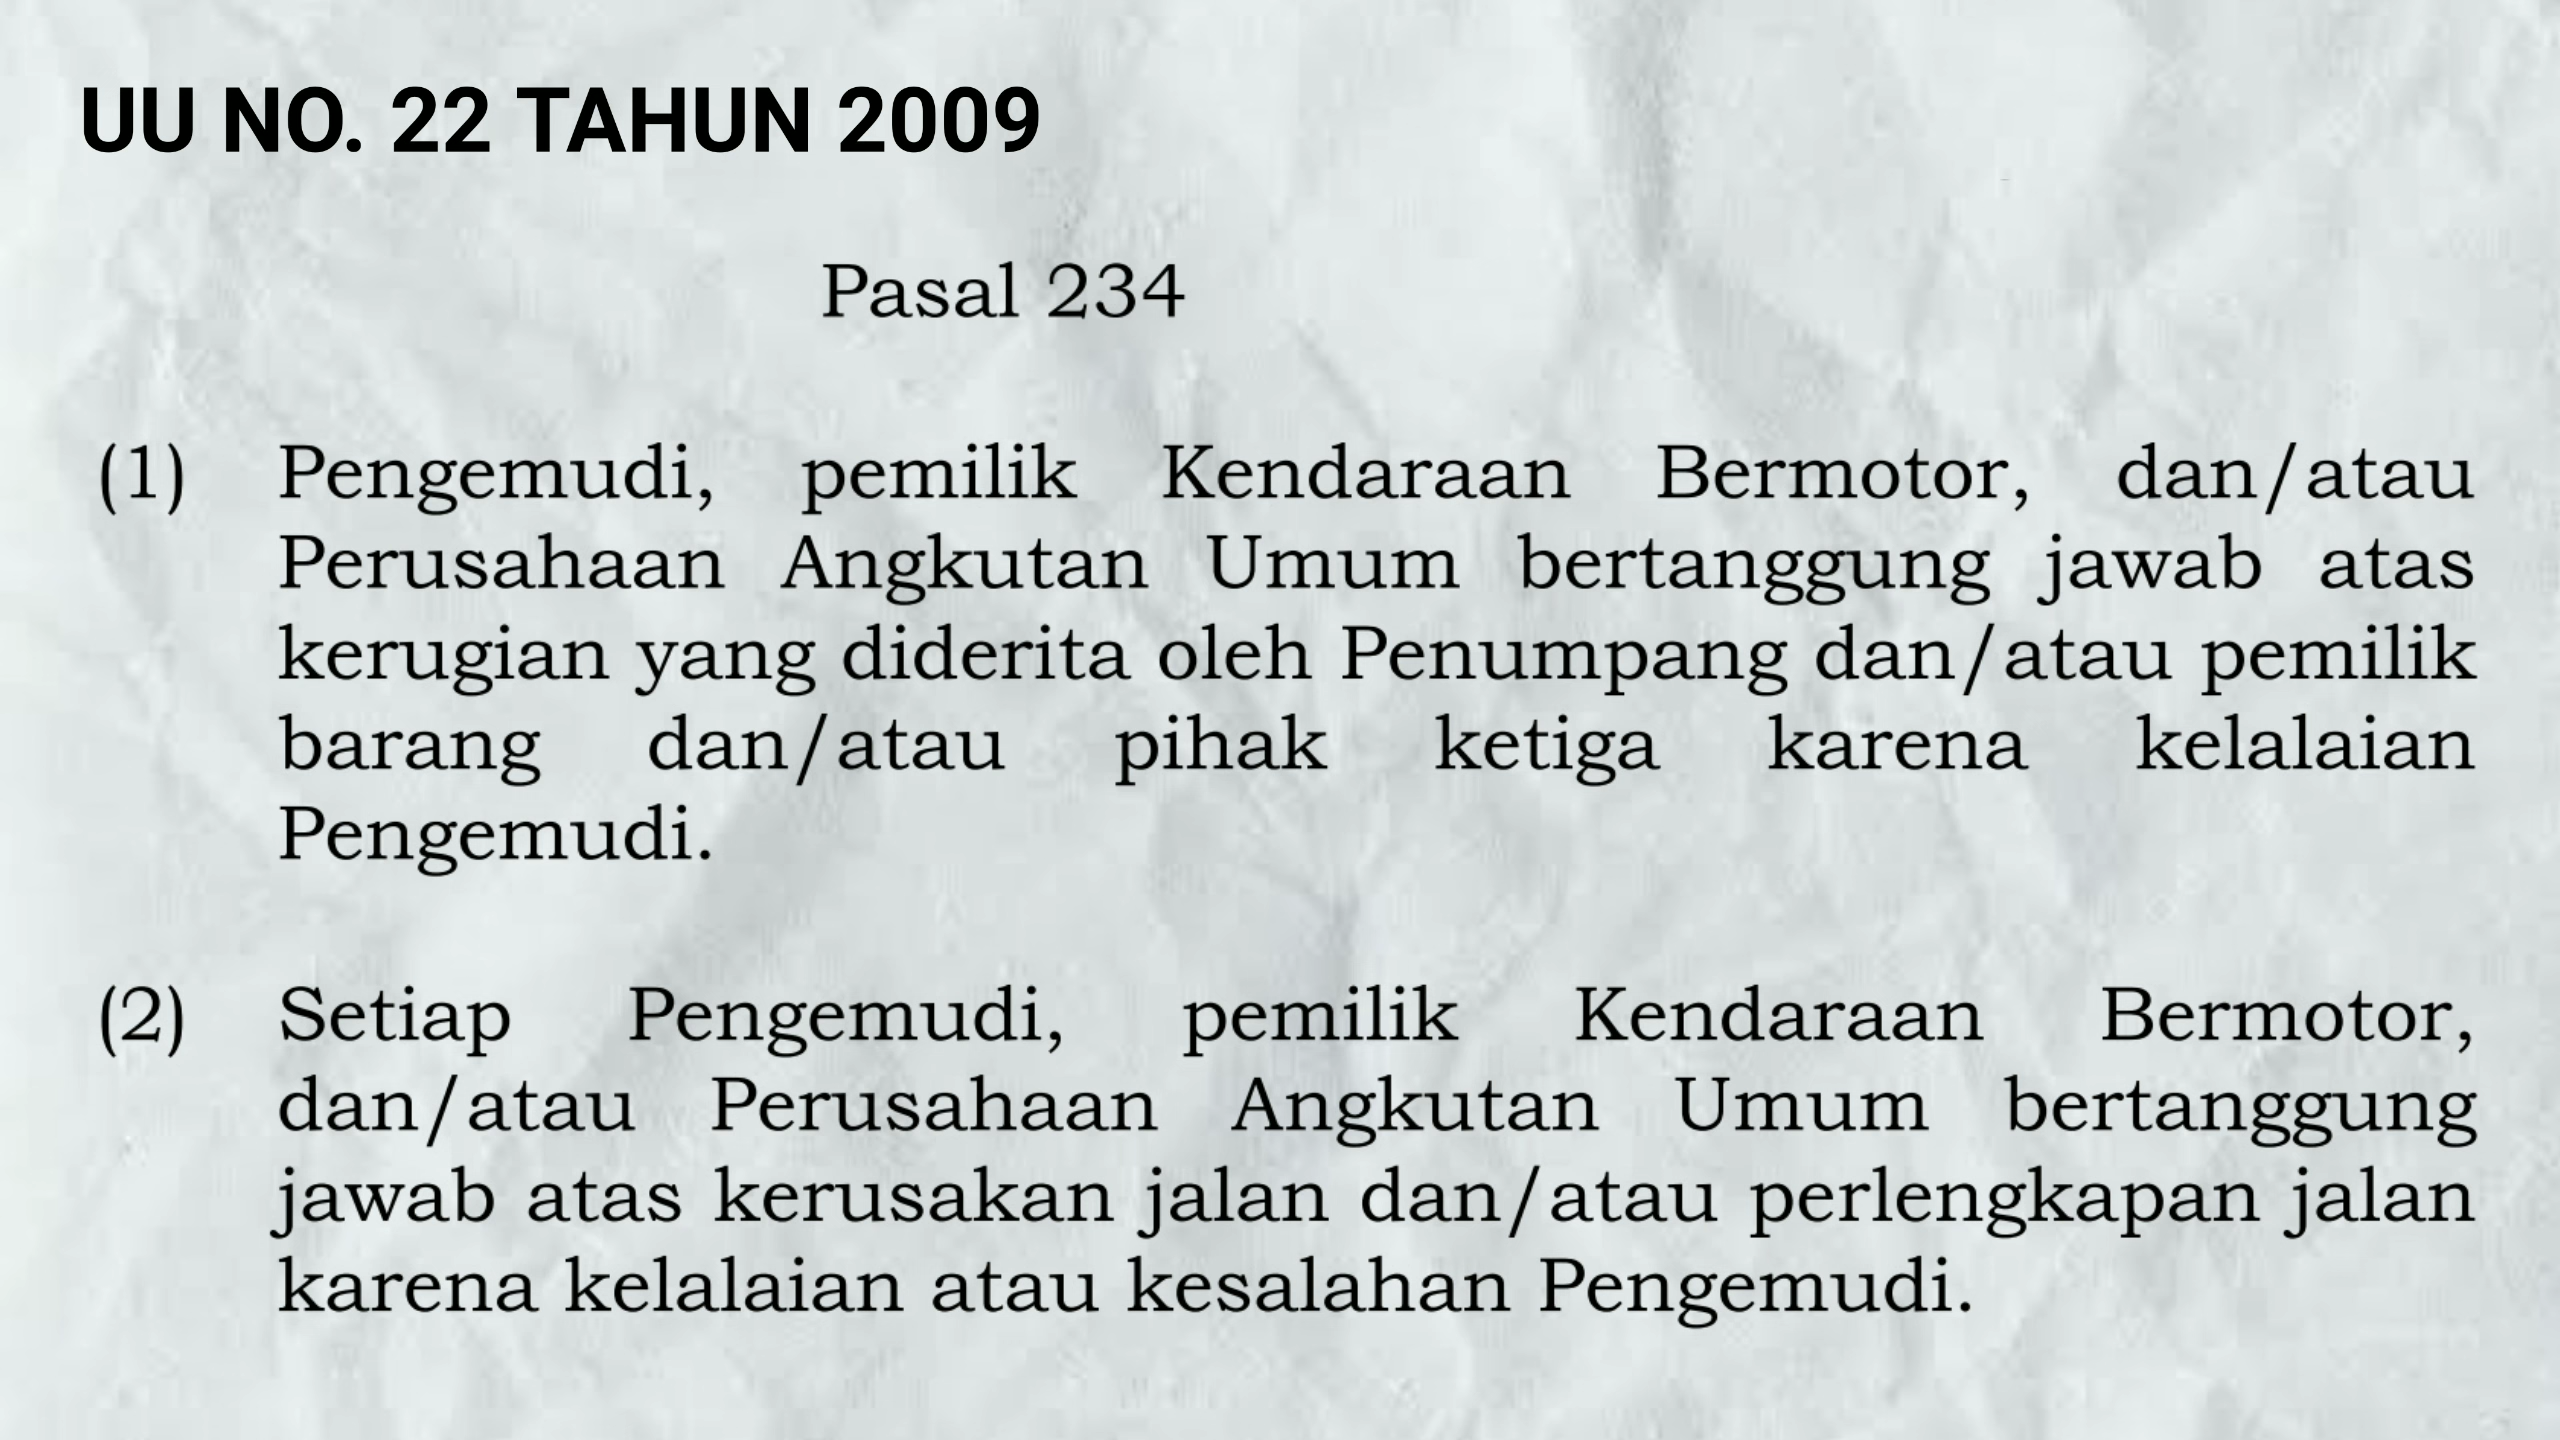 UU NO. 22 TAHUN 2009
Pasal 234
(1) Pengemudi, pemilik Kendaraan Bermotor, dan/atau
Perusahaan Angkutan Umum bertanggung jawab atas
kerugian yang diderita oleh Penumpang dan/atau pemilik
barang dan/atau pihak ketiga karena kelalaian
Pengemudi.
(2) Setiap Pengemudi, pemilik Kendaraan Bermotor,
dan/atau Perusahaan Angkutan Umum bertanggung
jawab atas kerusakan jalan dan/atau perlengkapan jalan
karena kelalaian atau kesalahan Pengemudi.